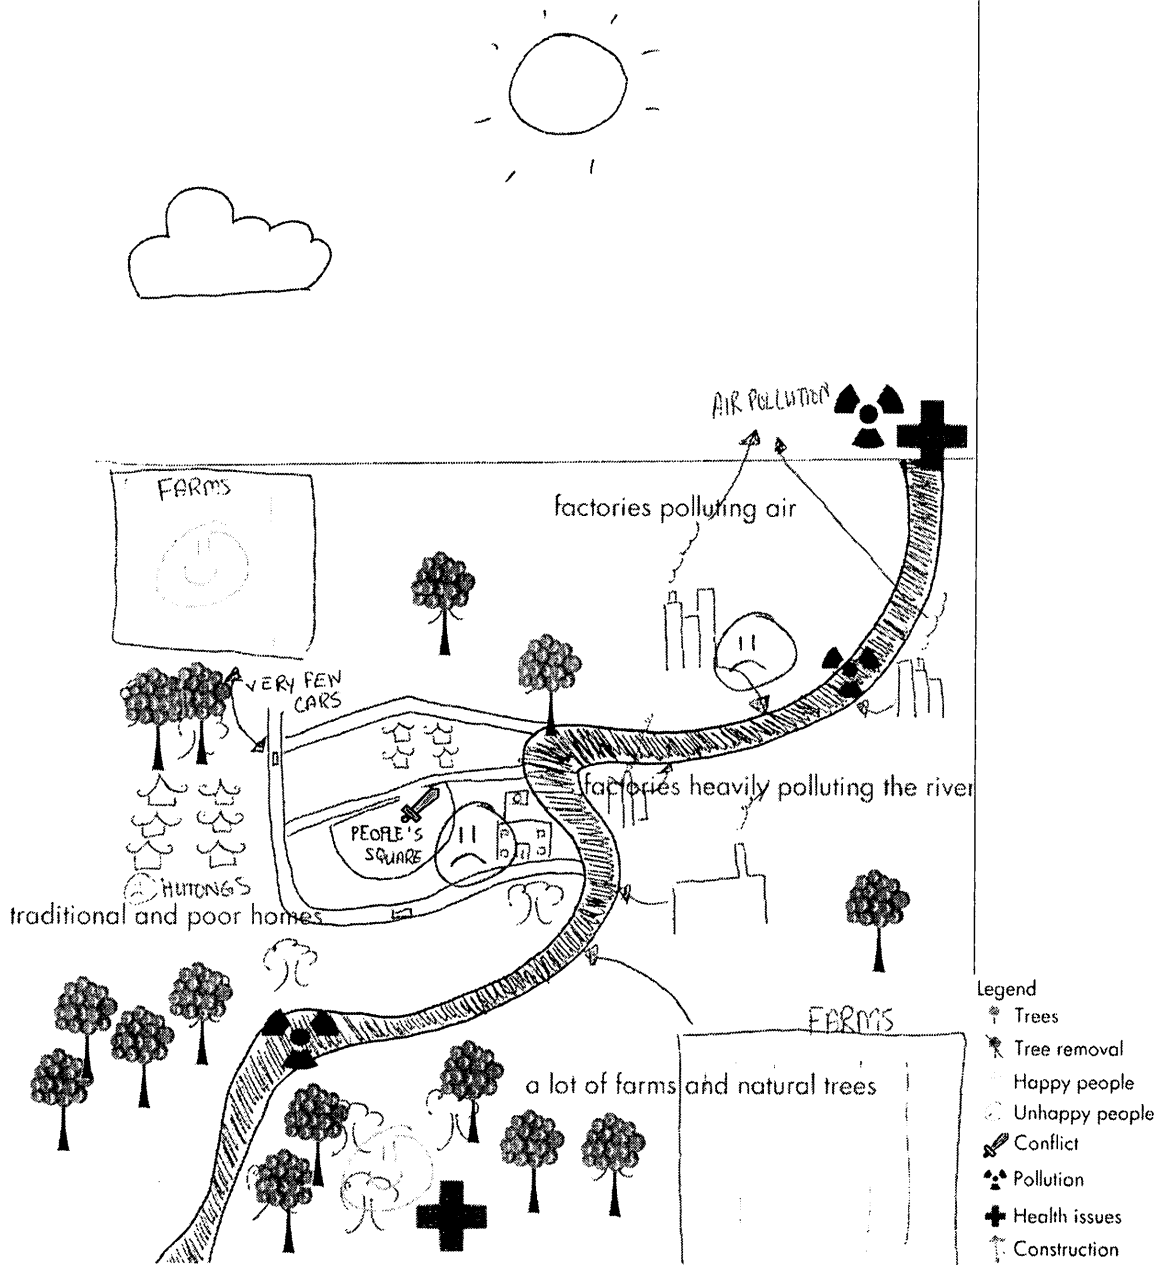 AIR POLLUTION
FARMS
factories polluting air
VERY FEW
CARS
factories heavily polluting the river
PEOPLE'S
SQUARE
HUTONGS
traditional and poor homes
Legend
Trees
FARMS
Tree removal
a lot of farms and natural trees
Happy people
Unhappy people
Conflict
Pollution
Health issues
Construction